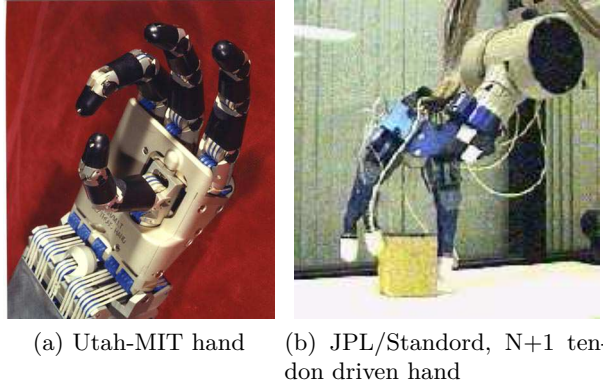 (a) Utah-MIT hand
(b) JPL/Standord, N+1 ten-
don driven hand